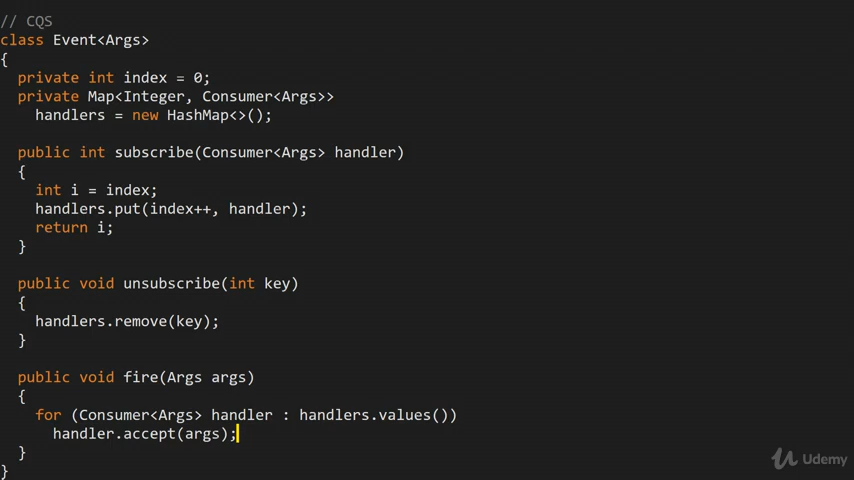 // CQS
class Event<Args>
{
  private int index = 0;
  private Map<Integer, Consumer<Args>>
    handlers = new HashMap<>();

  public int subscribe(Consumer<Args> handler)
  {
    int i = index;
    handlers.put(index++, handler);
    return i;
  }

  public void unsubscribe(int key)
  {
    handlers.remove(key);
  }

  public void fire(Args args)
  {
    for (Consumer<Args> handler : handlers.values())
      handler.accept(args);
  }
}
Udemy